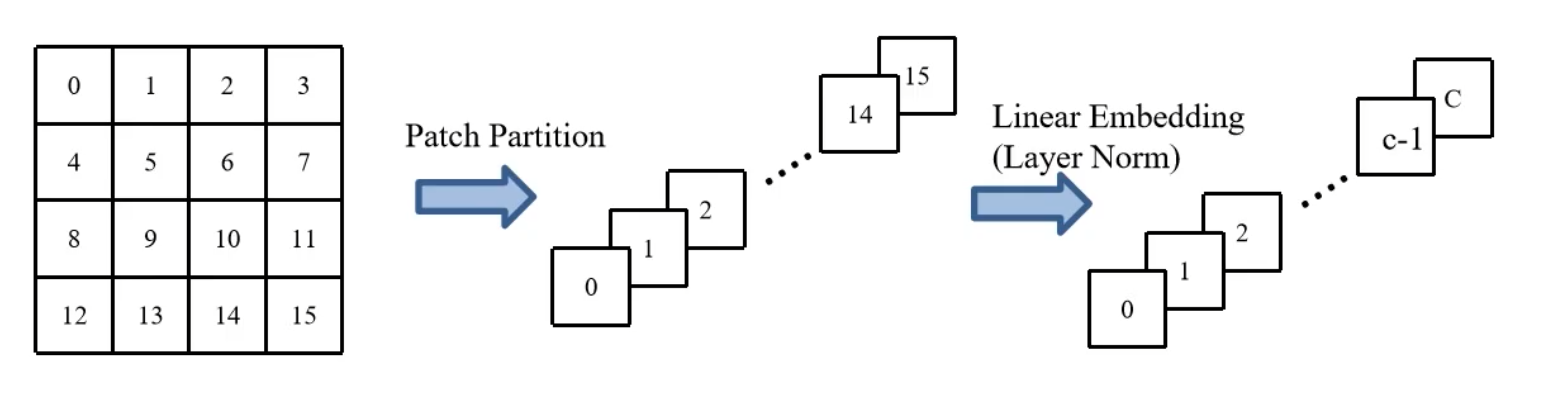 0 1 2 3
4 5 6 7
8 9 10 11
12 13 14 15
Patch Partition
0
1
2
14
15
Linear Embedding
(Layer Norm)
0
1
2
c-1
C